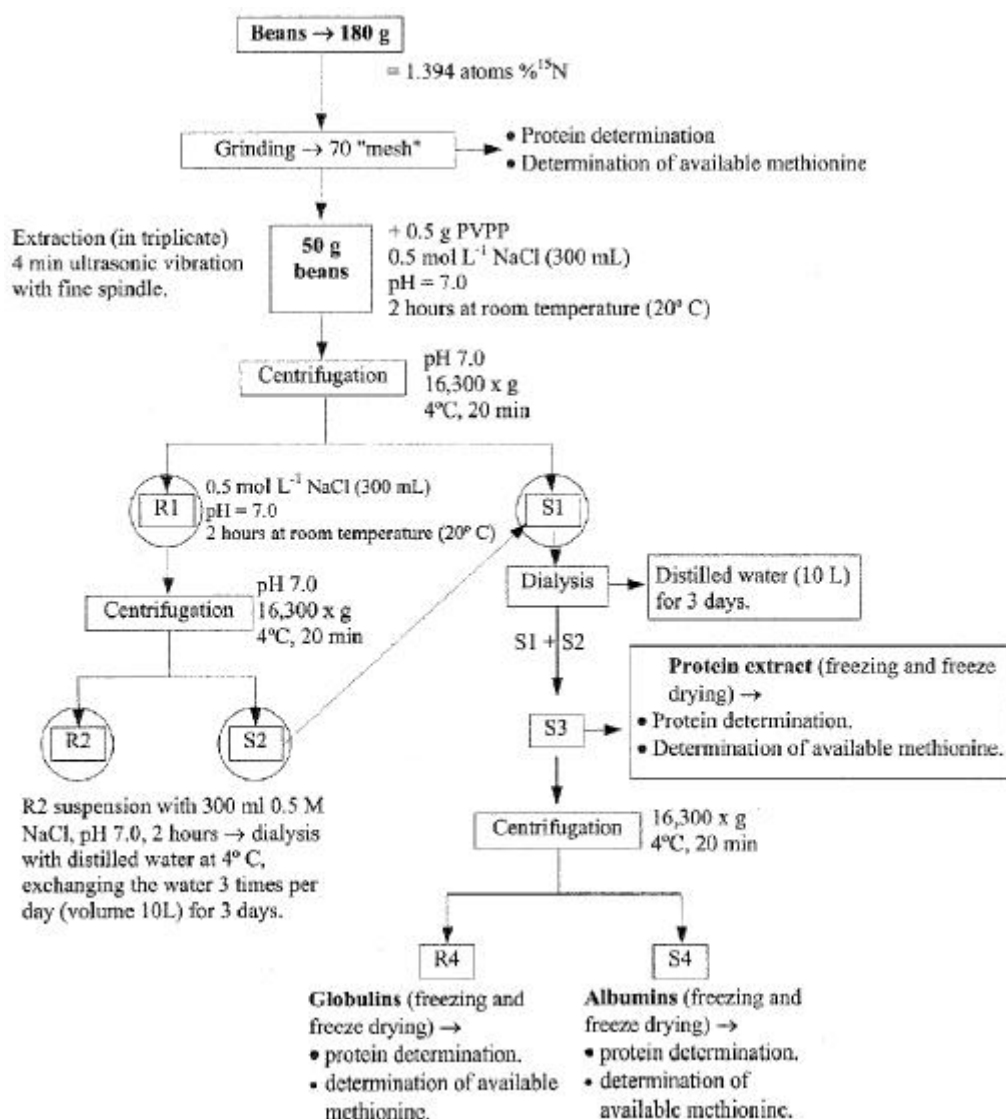 Beans → 180 g
= 1.394 atoms %¹⁵N
Grinding → 70 "mesh"
• Protein determination
• Determination of available methionine
Extraction (in triplicate)
4 min ultrasonic vibration
with fine spindle.
50 g
beans
+ 0.5 g PVPP
0.5 mol L⁻¹ NaCl (300 mL)
pH = 7.0
2 hours at room temperature (20º C)
Centrifugation
pH 7.0
16,300 x g
4ºC, 20 min
R1
0.5 mol L⁻¹ NaCl (300 mL)
pH = 7.0
2 hours at room temperature (20º C)
S1
Centrifugation
pH 7.0
16,300 x g
4ºC, 20 min
Dialysis
Distilled water (10 L)
for 3 days.
S1 + S2
R2
S2
S3
Protein extract (freezing and freeze
drying) →
• Protein determination.
• Determination of available methionine.
R2 suspension with 300 ml 0.5 M
NaCl, pH 7.0, 2 hours → dialysis
with distilled water at 4º C,
exchanging the water 3 times per
day (volume 10L) for 3 days.
Centrifugation
16,300 x g
4ºC, 20 min
R4
Globulins (freezing and
freeze drying) →
• protein determination.
• determination of available
methionine.
S4
Albumins (freezing and
freeze drying) →
• protein determination.
• determination of
available methionine.